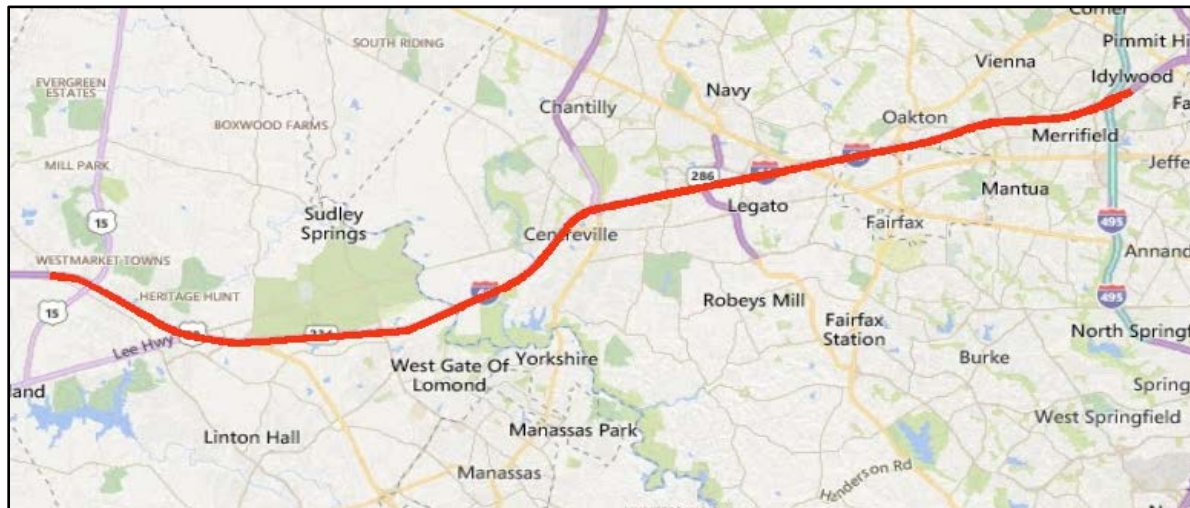 Corner
SOUTH RIDING
Pimmit Hi
Vienna
Idylwood
EVERGREEN
ESTATES
Navy
Chantilly
Fa
Oakton
BOXWOOD FARMS
Merrifield
MILL PARK
Jeffe
286
Mantua
Legato
15
Sudley
Springs
Fairfax
495
Centreville
Annand
WESTMARKET TOWNS
HERITAGE HUNT
495
Robeys Mill
15
Fairfax
Station
North Springf
Lee Hwy
Burke
West Gate Of
Lomond
Yorkshire
land
Spring
West Springfield
Linton Hall
Manassas Park
Manassas
Henderson Rd